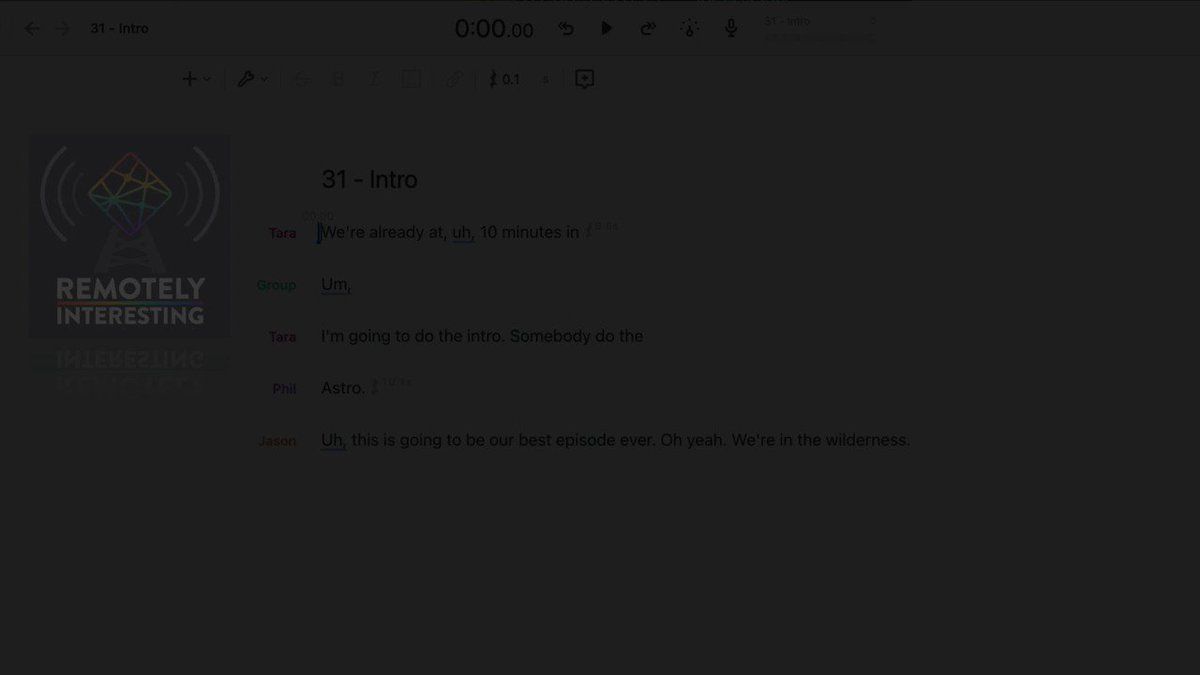 31 - Intro
0:00.00
31 - Intro
0.1 s
REMOTELY
INTERESTING
31 - Intro
00:00
Tara We're already at, uh, 10 minutes in
Group Um,
Tara I'm going to do the intro. Somebody do the
Phil Astro.
Jason Uh, this is going to be our best episode ever. Oh yeah. We're in the wilderness.